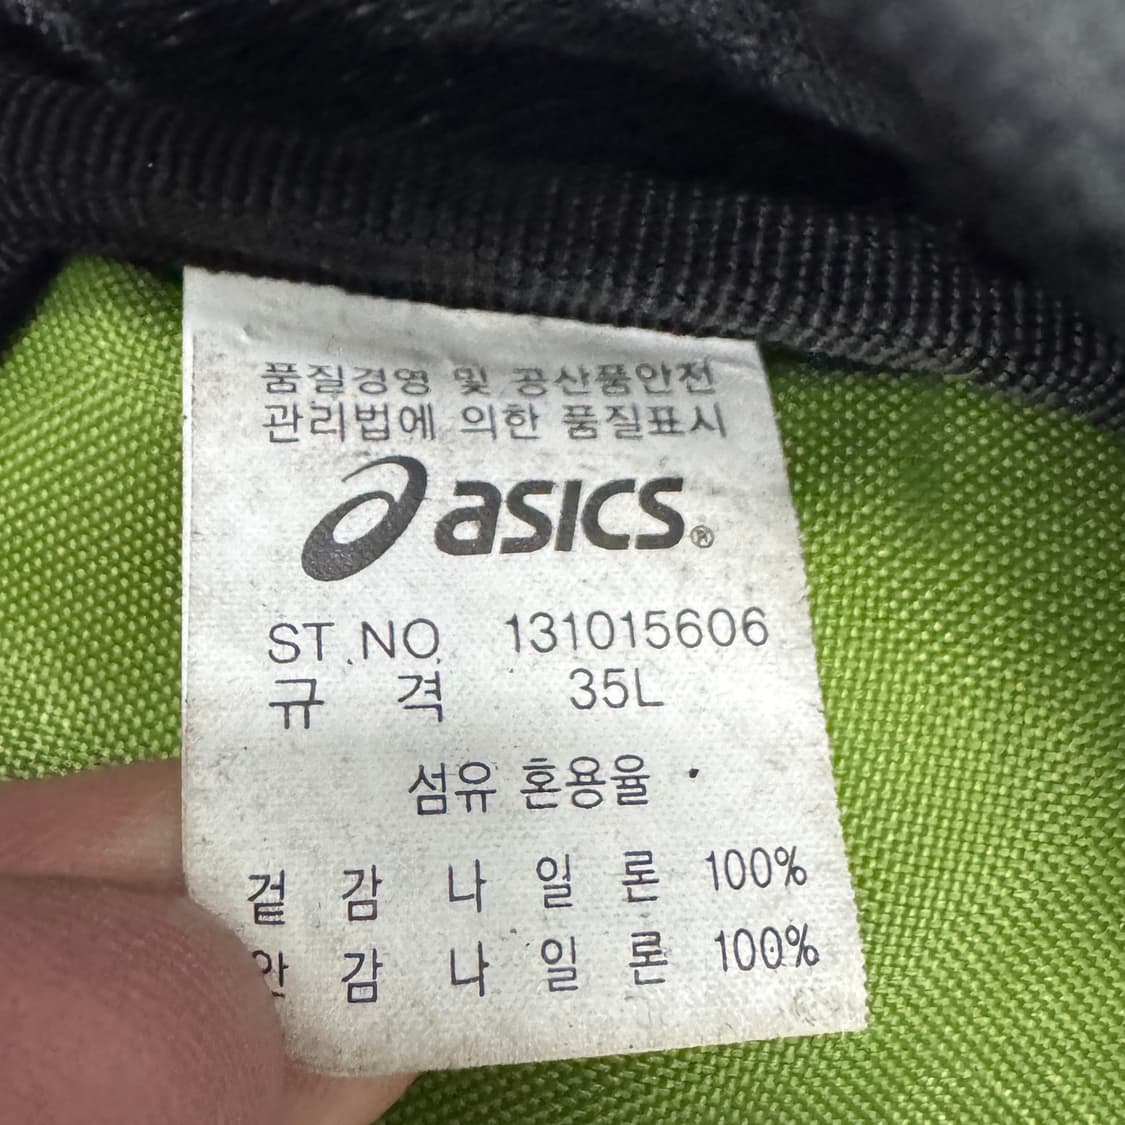 품질경영 및 공산품안전
관리법에 의한 품질표시
asics®
ST.NO. 131015606
규 격 35L
섬유 혼용율
겉 감 나 일 론 100%
안 감 나 일 론 100%